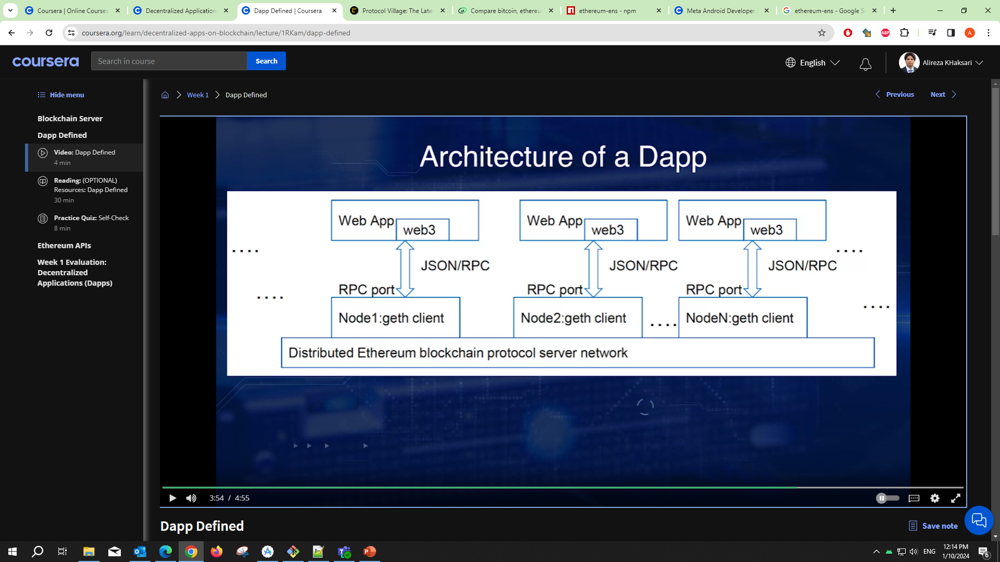 Coursera | Online Courses
Decentralized Application
Dapp Defined | Coursera
Protocol Village: The Late
Compare bitcoin, ethereu
ethereum-ens - npm
Meta Android Developer
ethereum-ens - Google S
coursera.org/learn/decentralized-apps-on-blockchain/lecture/1RKam/dapp-defined
ABP
A
coursera
Search in course
Search
English
Alireza KHaksari
Hide menu
Week 1
Dapp Defined
Previous
Next
Blockchain Server
Dapp Defined
Video: Dapp Defined
4 min
Reading: (OPTIONAL)
Resources: Dapp Defined
30 min
Practice Quiz: Self-Check
8 min
Ethereum APIs
Week 1 Evaluation:
Decentralized
Applications (Dapps)
Architecture of a Dapp
Web App web3
Web App web3
Web App web3
....
....
JSON/RPC
JSON/RPC
JSON/RPC
RPC port
RPC port
RPC port
....
....
Node1:geth client
Node2:geth client
....
NodeN:geth client
Distributed Ethereum blockchain protocol server network
3:54 / 4:55
Dapp Defined
Save note
ENG
12:14 PM
1/10/2024
6